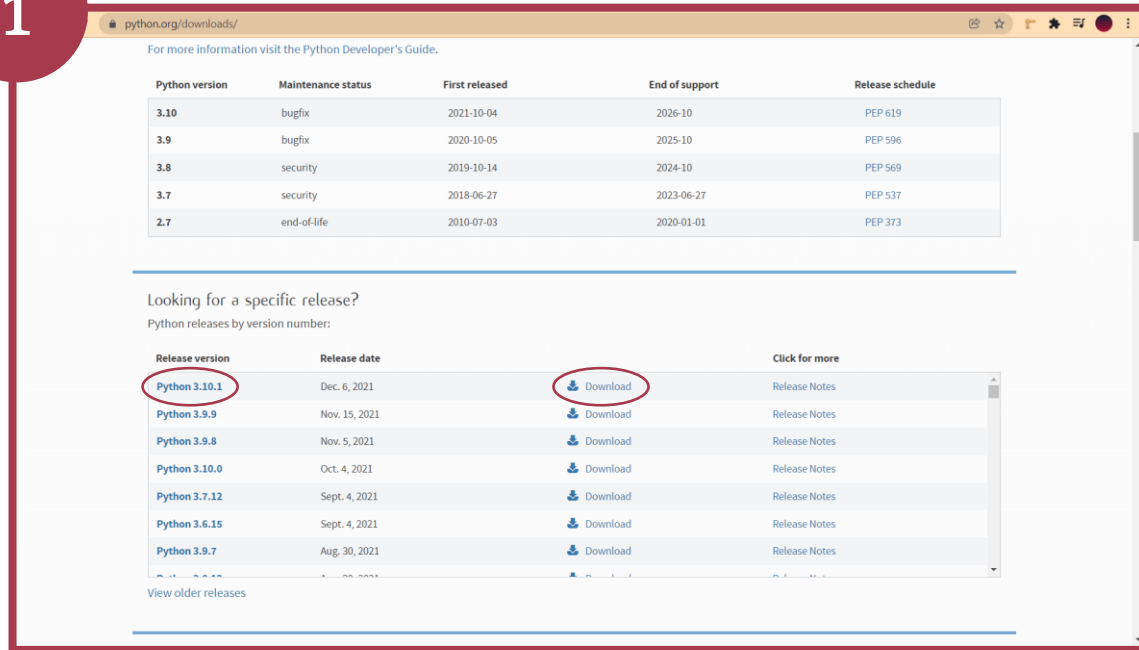 1
python.org/downloads/
For more information visit the Python Developer's Guide.
Python version Maintenance status First released End of support Release schedule
3.10 bugfix 2021-10-04 2026-10 PEP 619
3.9 bugfix 2020-10-05 2025-10 PEP 596
3.8 security 2019-10-14 2024-10 PEP 569
3.7 security 2018-06-27 2023-06-27 PEP 537
2.7 end-of-life 2010-07-03 2020-01-01 PEP 373
Looking for a specific release?
Python releases by version number:
Release version Release date Click for more
Python 3.10.1 Dec. 6, 2021 Download Release Notes
Python 3.9.9 Nov. 15, 2021 Download Release Notes
Python 3.9.8 Nov. 5, 2021 Download Release Notes
Python 3.10.0 Oct. 4, 2021 Download Release Notes
Python 3.7.12 Sept. 4, 2021 Download Release Notes
Python 3.6.15 Sept. 4, 2021 Download Release Notes
Python 3.9.7 Aug. 30, 2021 Download Release Notes
View older releases